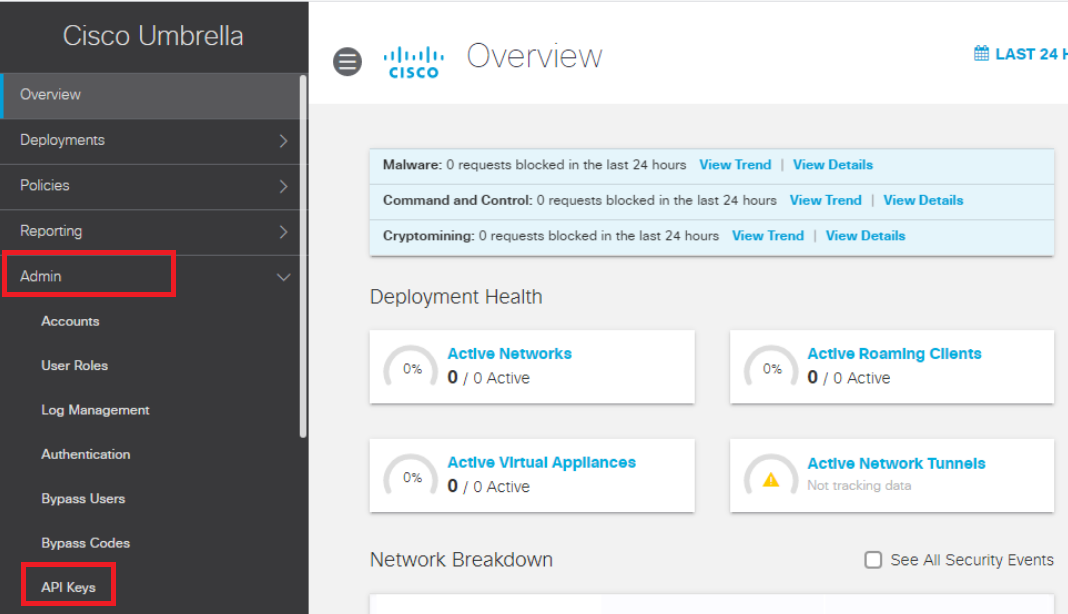 Cisco Umbrella
Overview
Deployments
Policies
Reporting
Admin
Accounts
User Roles
Log Management
Authentication
Bypass Users
Bypass Codes
API Keys
CISCO
Overview
LAST 24 H
Malware: 0 requests blocked in the last 24 hours View Trend | View Details
Command and Control: 0 requests blocked in the last 24 hours View Trend | View Details
Cryptomining: 0 requests blocked in the last 24 hours View Trend | View Details
Deployment Health
0%
Active Networks
0 / 0 Active
0%
Active Roaming Clients
0 / 0 Active
0%
Active Virtual Appliances
0 / 0 Active
Active Network Tunnels
Not tracking data
Network Breakdown
See All Security Events